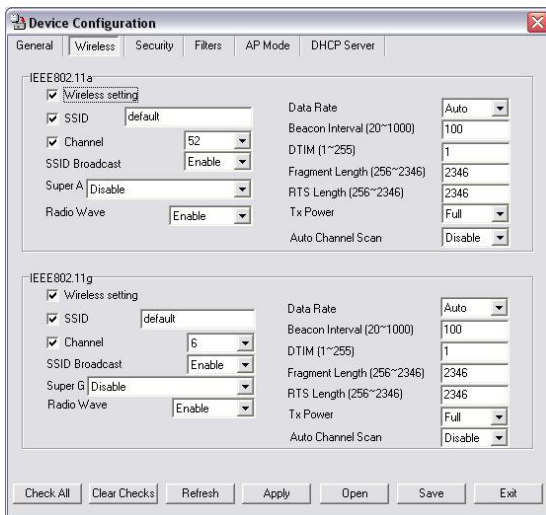 Device Configuration
General Wireless Security Filters AP Mode DHCP Server
IEEE802.11a
Wireless setting
SSID default
Channel 52
SSID Broadcast Enable
Super A Disable
Radio Wave Enable
Data Rate Auto
Beacon Interval (20~1000) 100
DTIM (1~255) 1
Fragment Length (256~2346) 2346
RTS Length (256~2346) 2346
Tx Power Full
Auto Channel Scan Disable
IEEE802.11g
Wireless setting
SSID default
Channel 6
SSID Broadcast Enable
Super G Disable
Radio Wave Enable
Data Rate Auto
Beacon Interval (20~1000) 100
DTIM (1~255) 1
Fragment Length (256~2346) 2346
RTS Length (256~2346) 2346
Tx Power Full
Auto Channel Scan Disable
Check All Clear Checks Refresh Apply Open Save Exit